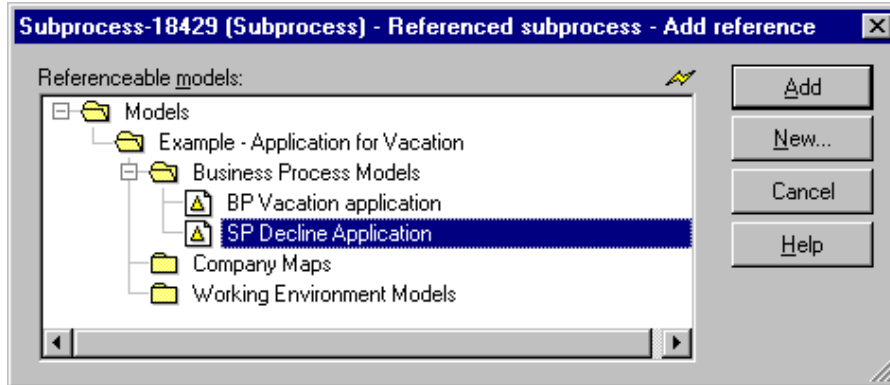 Subprocess-18429 (Subprocess) - Referenced subprocess - Add reference
Referenceable models:
Models
Example - Application for Vacation
Business Process Models
BP Vacation application
SP Decline Application
Company Maps
Working Environment Models
Add
New...
Cancel
Help